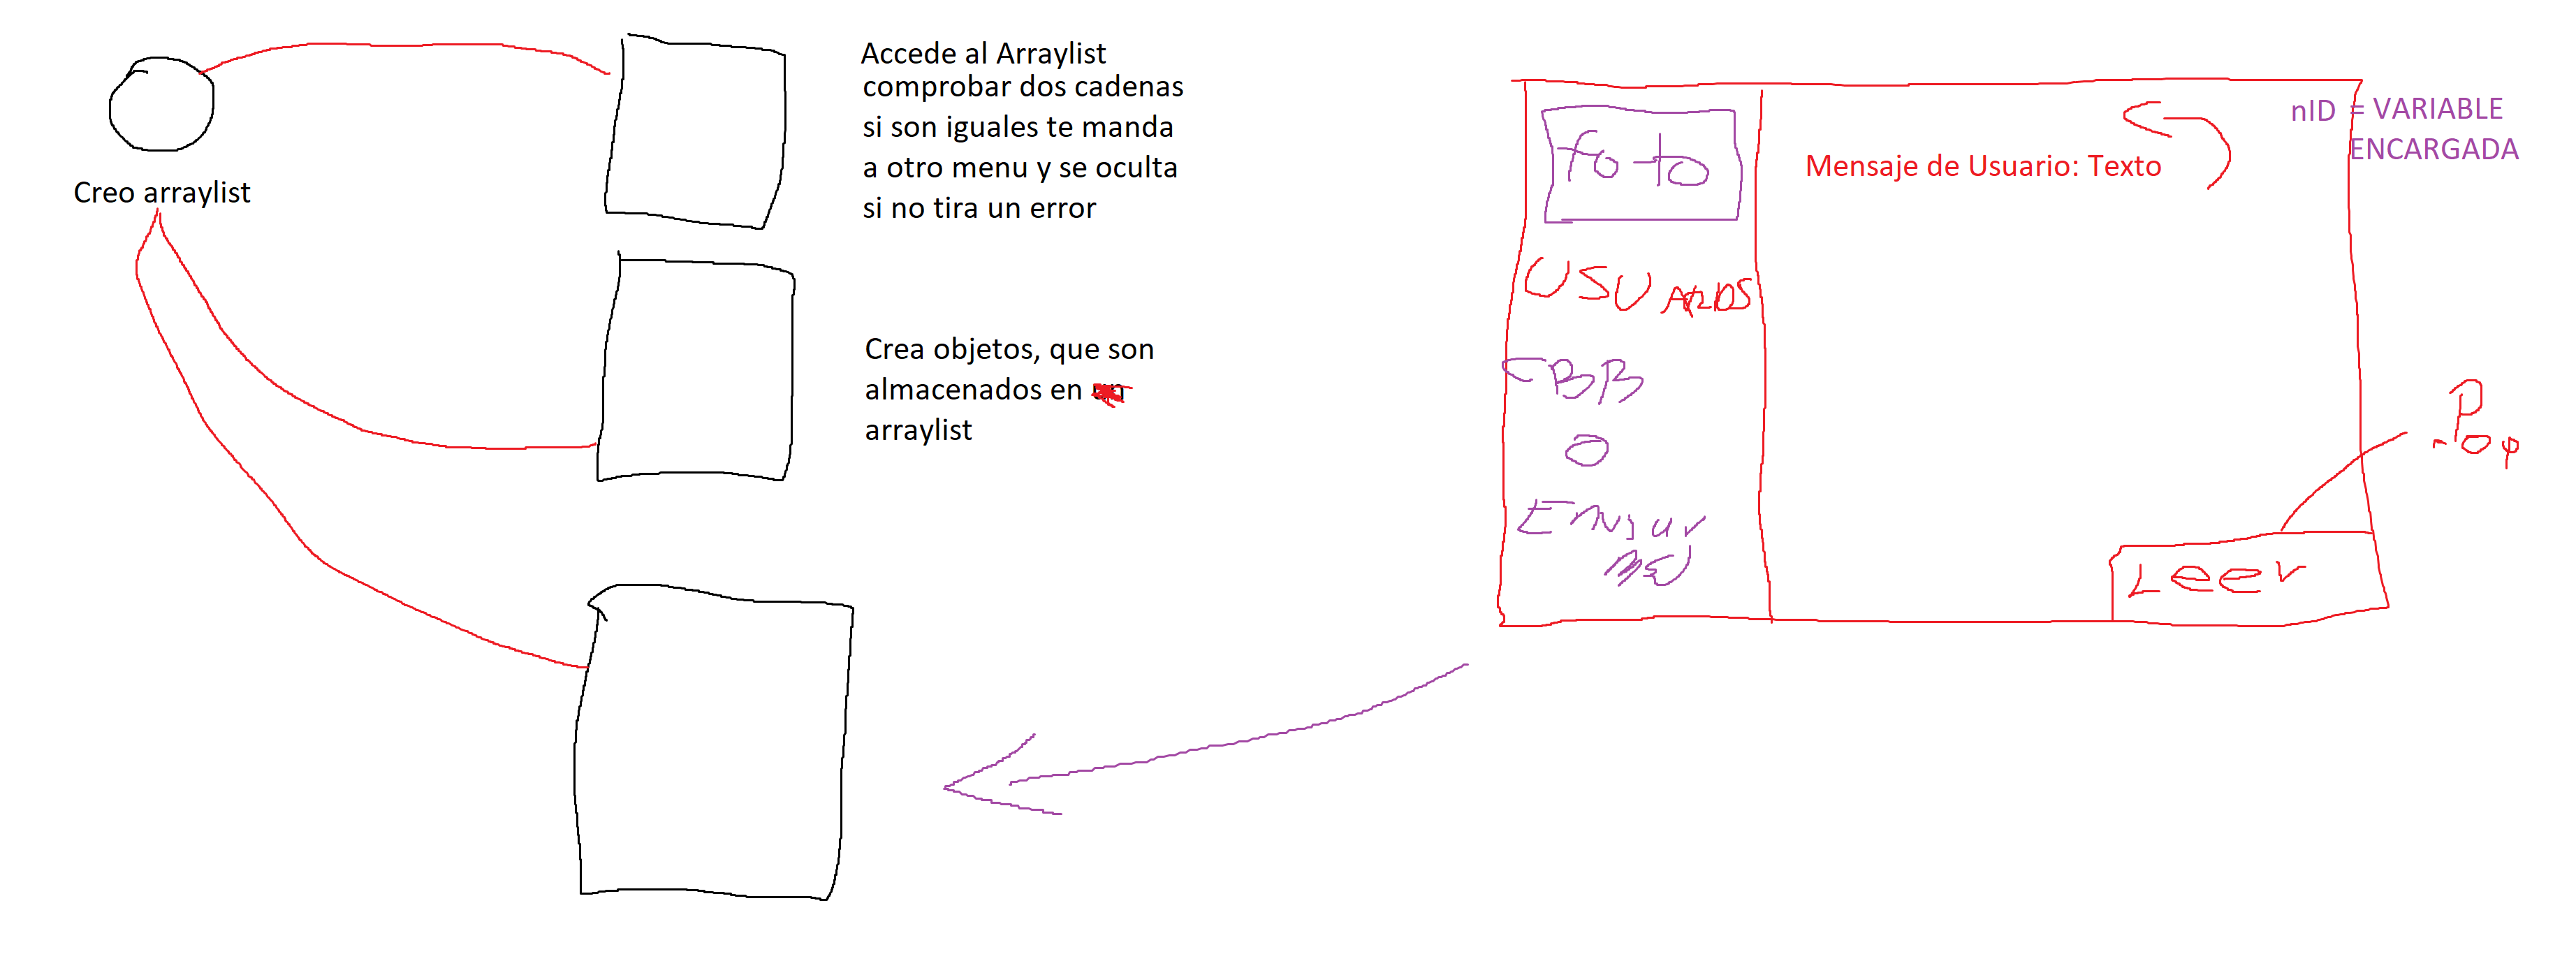 Creo arraylist
Accede al Arraylist
comprobar dos cadenas
si son iguales te manda
a otro menu y se oculta
si no tira un error
Crea objetos, que son
almacenados en un
arraylist
foto
USUARIOS
BB
O
Enviar
Leer
Mensaje de Usuario: Texto
nID = VARIABLE
ENCARGADA
.Pop